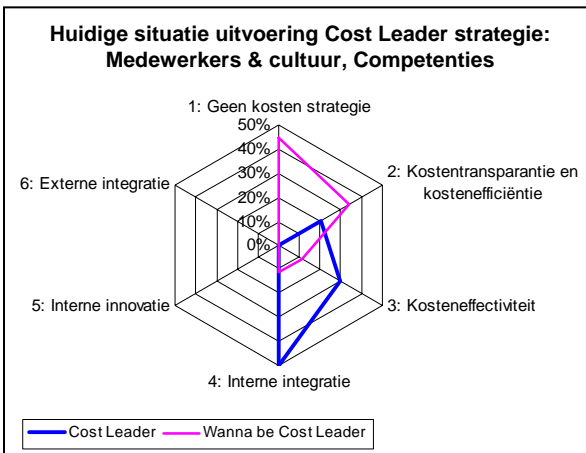 Huidige situatie uitvoering Cost Leader strategie:
Medewerkers & cultuur, Competenties
1: Geen kosten strategie
50%
40%
30%
20%
10%
0%
2: Kostentransparantie en
kostenefficiëntie
3: Kosteneffectiviteit
4: Interne integratie
5: Interne innovatie
6: Externe integratie
Cost Leader
Wanna be Cost Leader